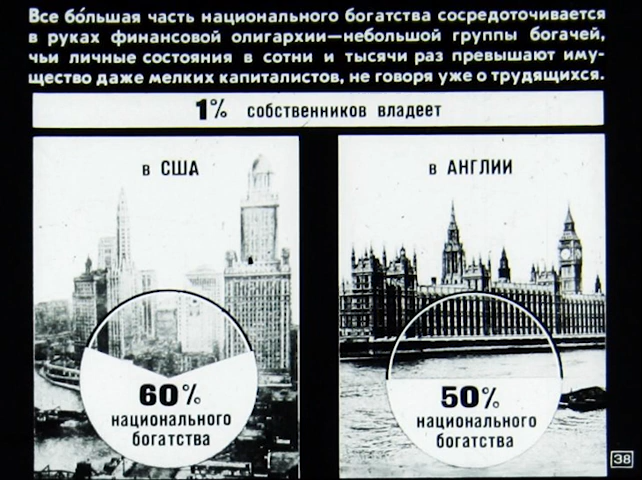 Все бо́льшая часть национального богатства сосредоточивается
в руках финансовой олигархии—небольшой группы богачей,
чьи личные состояния в сотни и тысячи раз превышают иму-
щество даже мелких капиталистов, не говоря уже о трудящихся.
1% собственников владеет
в США
60%
национального
богатства
в АНГЛИИ
50%
национального
богатства
38